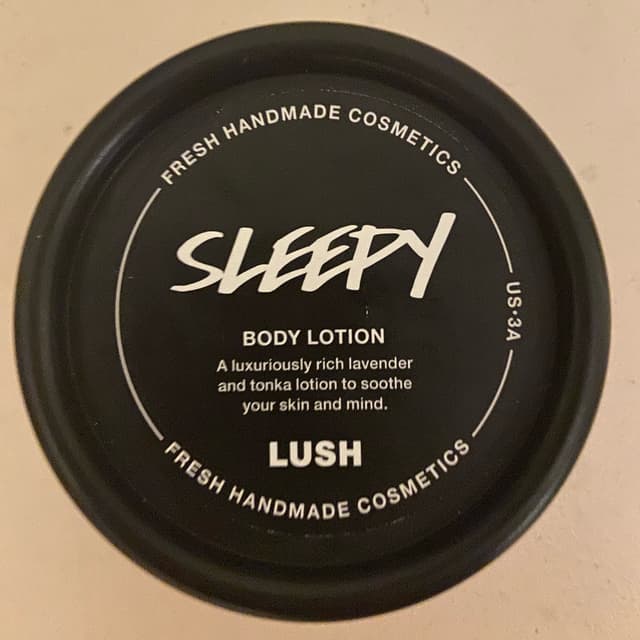 FRESH HANDMADE COSMETICS
SLEEPY
US•3A
BODY LOTION
A luxuriously rich lavender
and tonka lotion to soothe
your skin and mind.
LUSH
FRESH HANDMADE COSMETICS